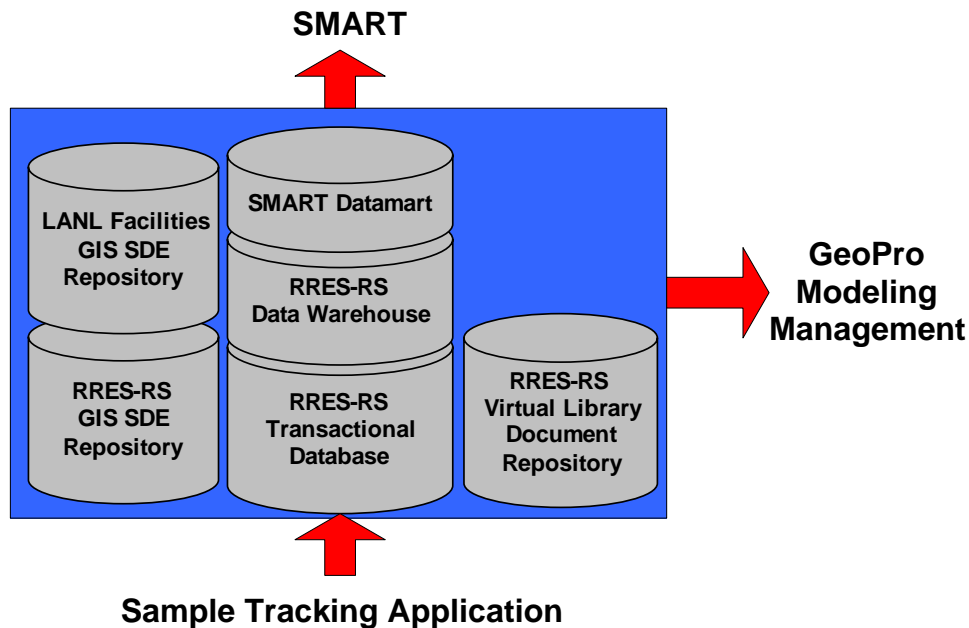 SMART
LANL Facilities
GIS SDE
Repository
RRES-RS
GIS SDE
Repository
SMART Datamart
RRES-RS
Data Warehouse
RRES-RS
Transactional
Database
RRES-RS
Virtual Library
Document
Repository
GeoPro
Modeling
Management
Sample Tracking Application